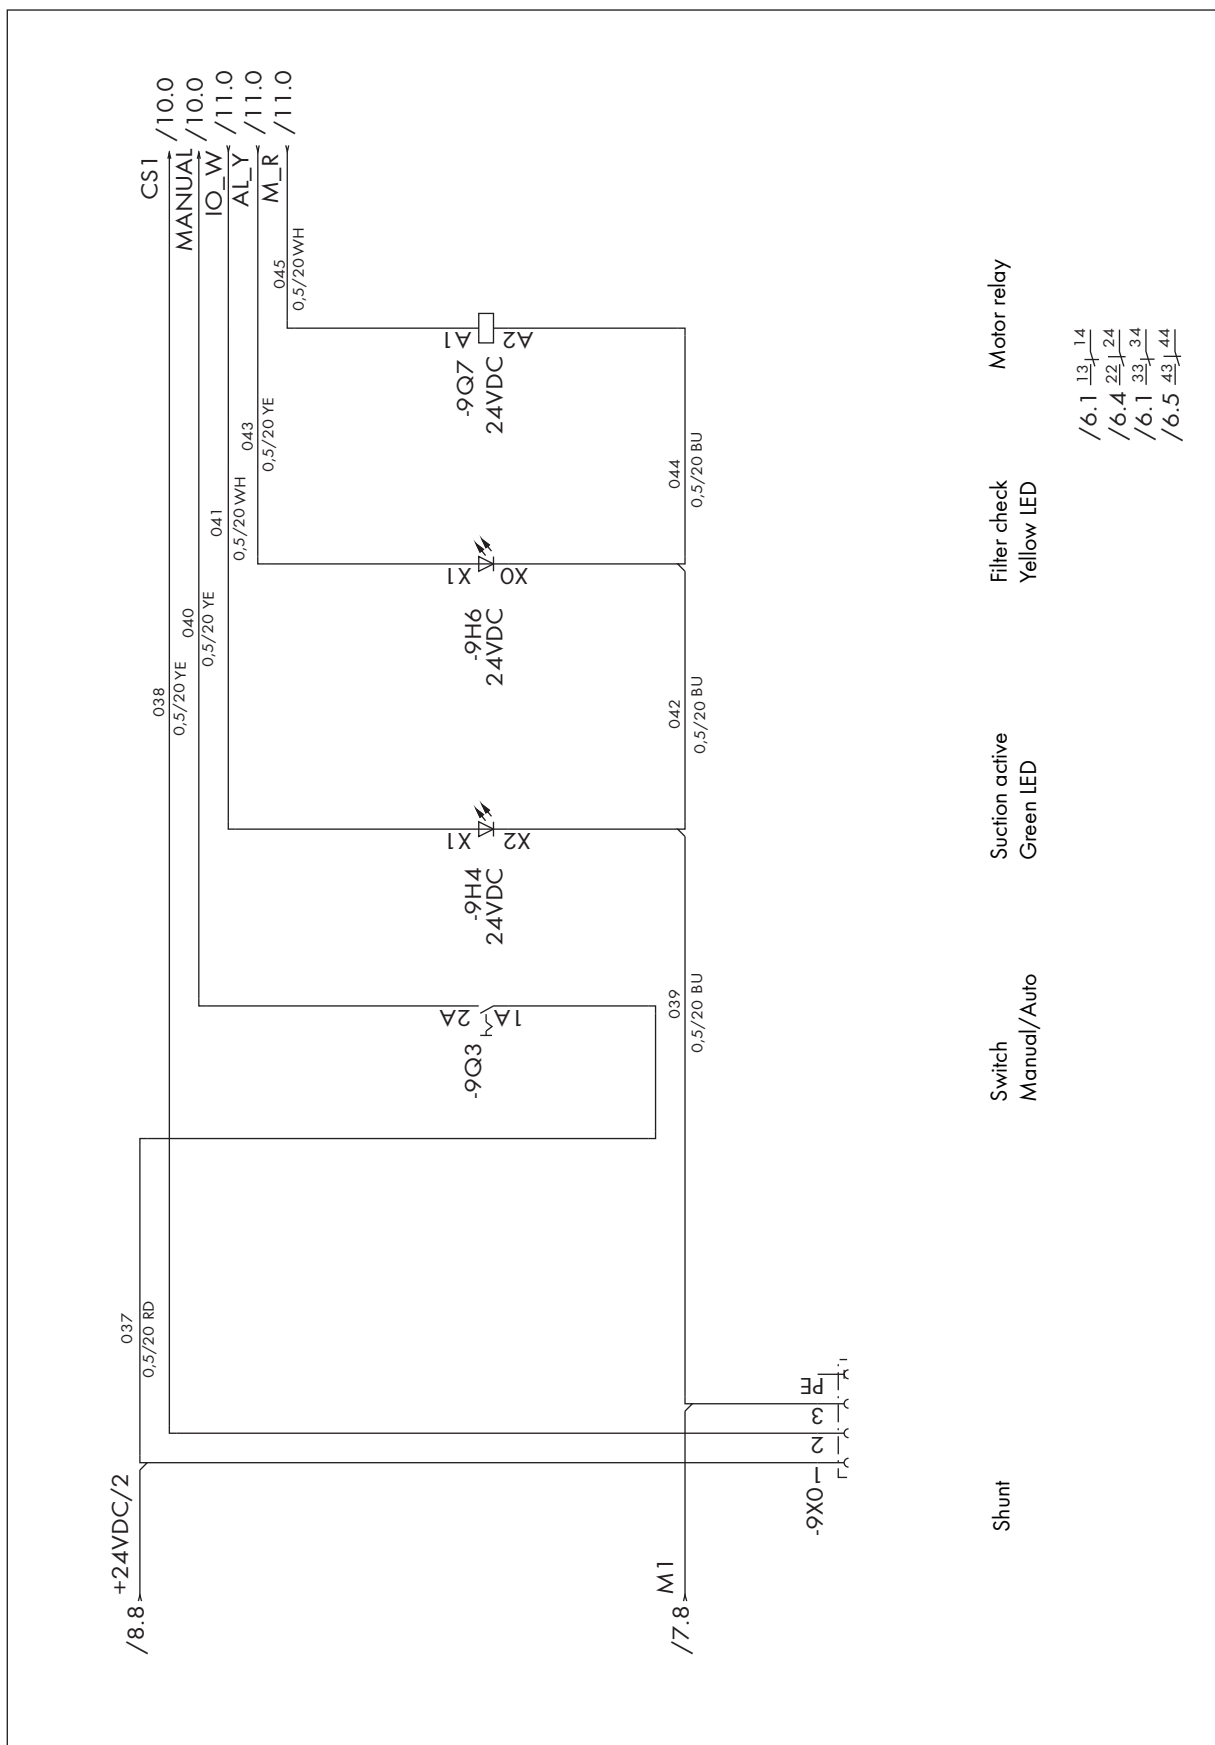 /8.8
+24VDC/2
037
0,5/20 RD
038
0,5/20 YE
CS1
/10.0
040
0,5/20 YE
MANUAL
/10.0
041
0,5/20 WH
IO_W
/11.0
043
0,5/20 YE
AL_Y
/11.0
045
0,5/20 WH
M_R
/11.0
-9Q3
2A
1A
-9H4
24VDC
X1
X2
-9H6
24VDC
X1
X0
-9Q7
24VDC
A1
A2
/7.8
M1
039
0,5/20 BU
042
0,5/20 BU
044
0,5/20 BU
-9X0
1
2
3
PE
Shunt
Switch
Manual/Auto
Suction active
Green LED
Filter check
Yellow LED
Motor relay
/6.1 13 14
/6.4 22 24
/6.1 33 34
/6.5 43 44